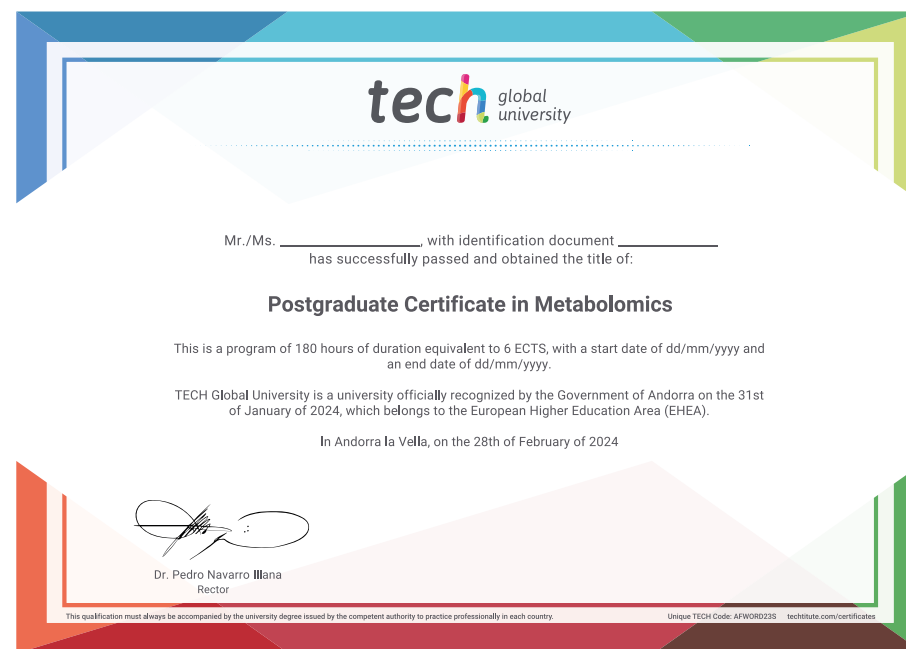 tech global
university
Mr./Ms. ____________, with identification document ____________
has successfully passed and obtained the title of:
Postgraduate Certificate in Metabolomics
This is a program of 180 hours of duration equivalent to 6 ECTS, with a start date of dd/mm/yyyy and
an end date of dd/mm/yyyy.
TECH Global University is a university officially recognized by the Government of Andorra on the 31st
of January of 2024, which belongs to the European Higher Education Area (EHEA).
In Andorra la Vella, on the 28th of February of 2024
Dr. Pedro Navarro Illana
Rector
This qualification must always be accompanied by the university degree issued by the competent authority to practice professionally in each country.
Unique TECH Code: AFWORD23S techtitute.com/certificates